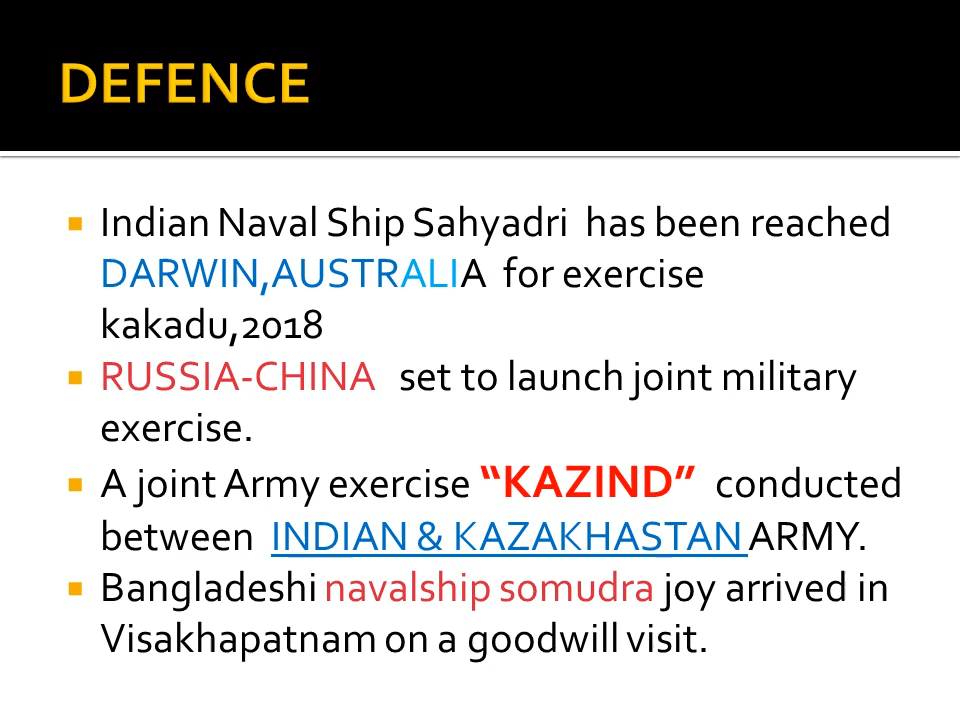 DEFENCE
Indian Naval Ship Sahyadri has been reached
DARWIN,AUSTRALIA for exercise
kakadu,2018
RUSSIA-CHINA set to launch joint military
exercise.
A joint Army exercise “KAZIND” conducted
between INDIAN & KAZAKHASTAN ARMY.
Bangladeshi navalship somudra joy arrived in
Visakhapatnam on a goodwill visit.